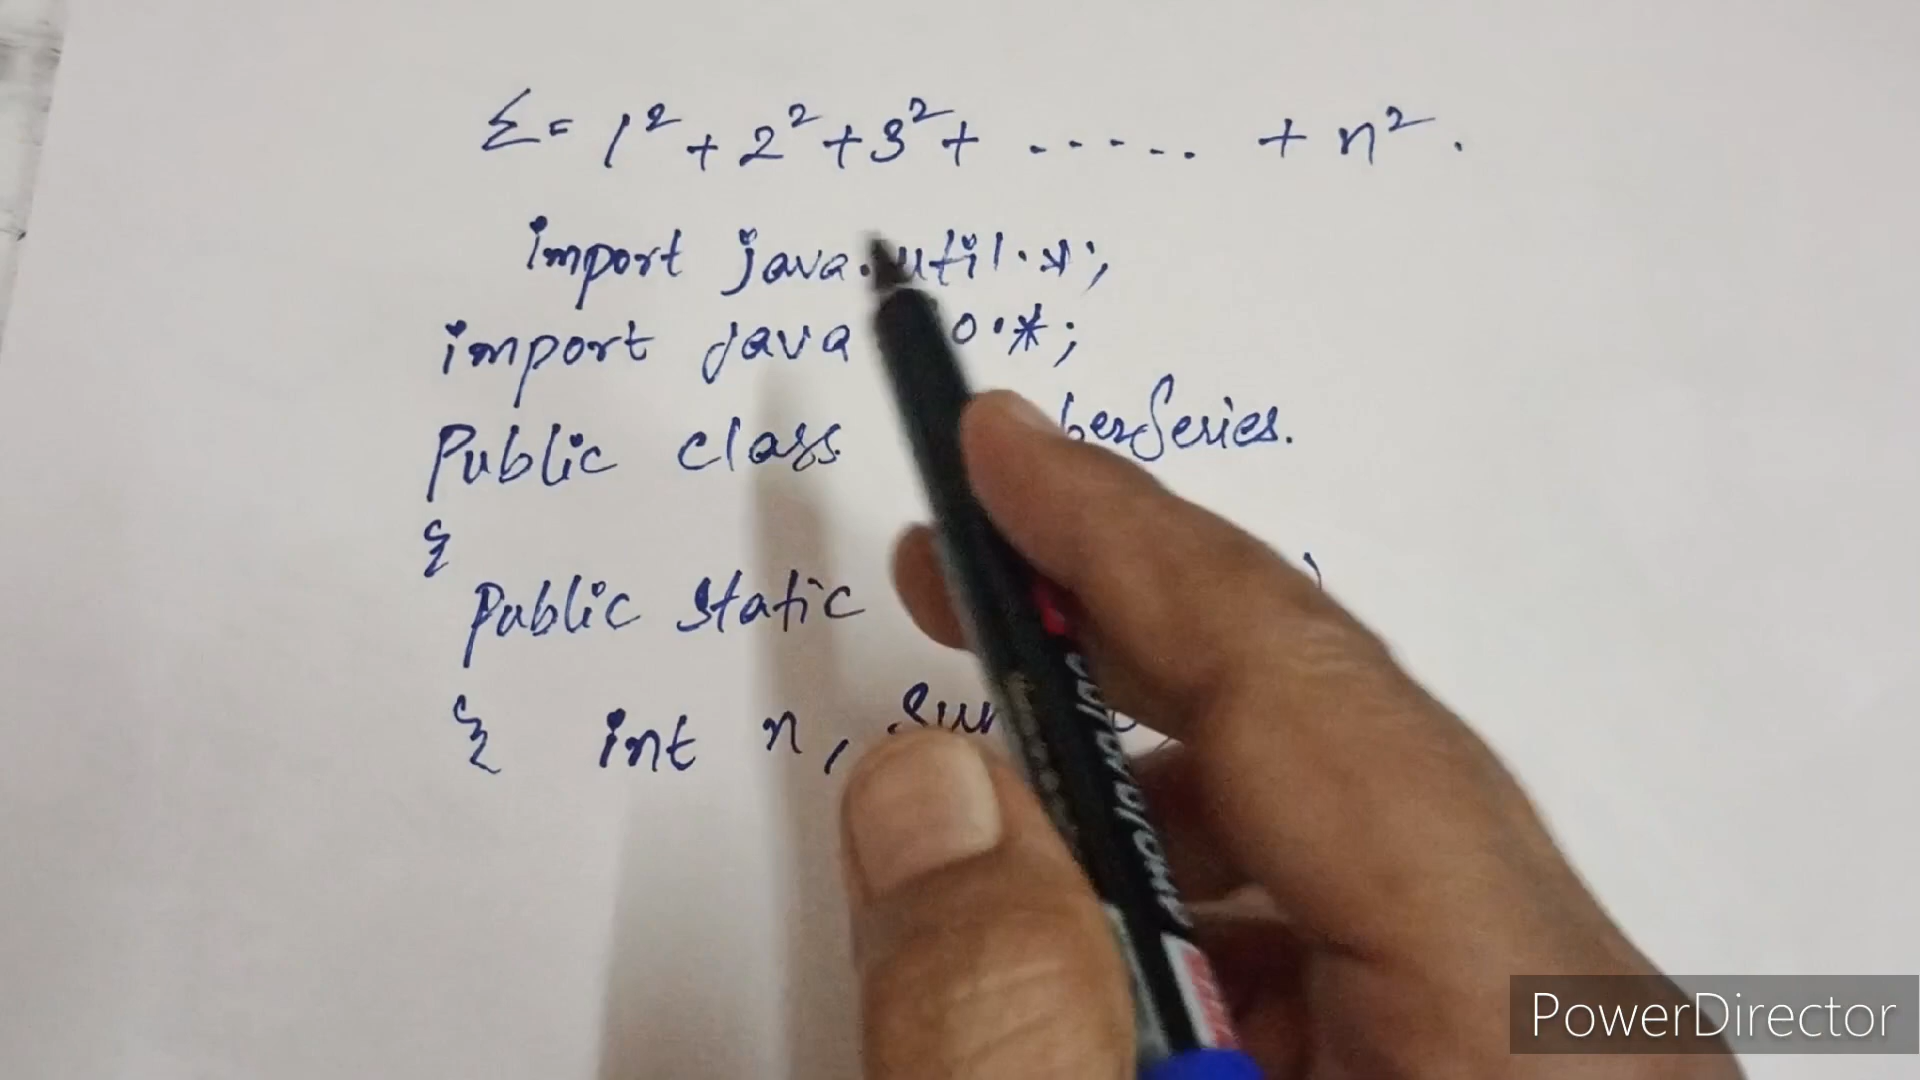 Σ = 1² + 2² + 3² + ..... + n².
import java.util.*;
import java o.*;
Public class berSeries.
{
Public static )
{ int n,
PowerDirector